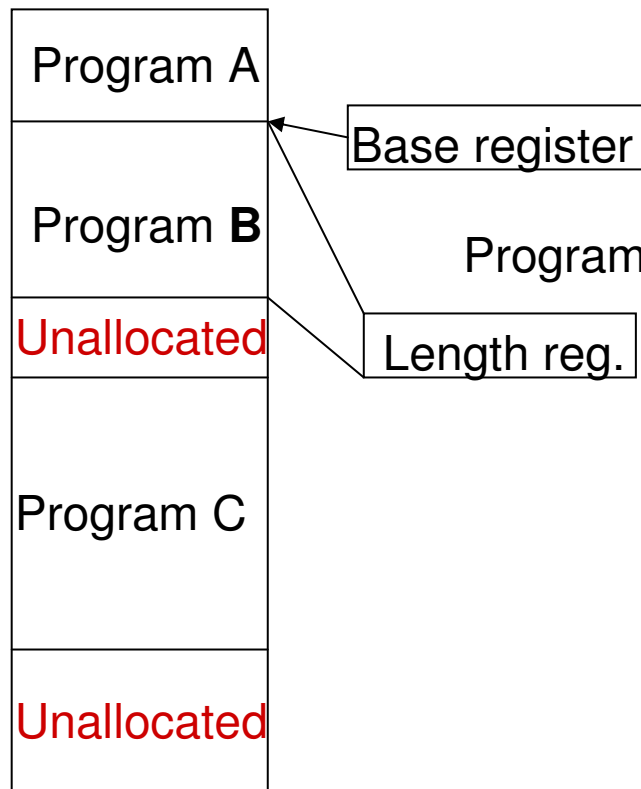 Program A
Base register
Program B
Program
Unallocated
Length reg.
Program C
Unallocated